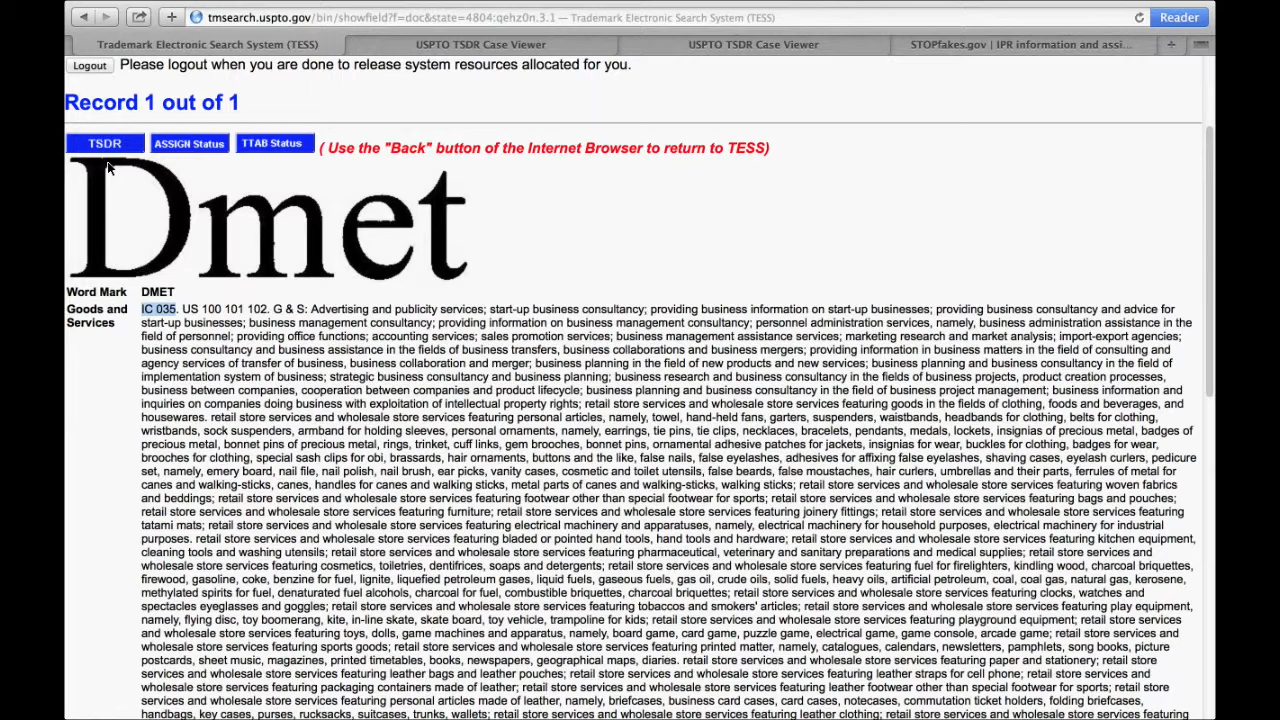 tmsearch.uspto.gov/bin/showfield?f=doc&state=4804:qehz0n.3.1 — Trademark Electronic Search System (TESS)
Reader
Trademark Electronic Search System (TESS)
USPTO TSDR Case Viewer
USPTO TSDR Case Viewer
STOPfakes.gov | IPR information and assi...
Logout Please logout when you are done to release system resources allocated for you.
Record 1 out of 1
TSDR ASSIGN Status TTAB Status ( Use the "Back" button of the Internet Browser to return to TESS)
Dmet
Word Mark DMET
Goods and IC 035. US 100 101 102. G & S: Advertising and publicity services; start-up business consultancy; providing business information on start-up businesses; providing business consultancy and advice for
Services start-up businesses; business management consultancy; providing information on business management consultancy; personnel administration services, namely, business administration assistance in the
field of personnel; providing office functions; accounting services; sales promotion services; business management assistance services; marketing research and market analysis; import-export agencies;
business consultancy and business assistance in the fields of business transfers, business collaborations and business mergers; providing information in business matters in the field of consulting and
agency services of transfer of business, business collaboration and merger; business planning in the field of new products and new services; business planning and business consultancy in the field of
implementation system of business; strategic business consultancy and business planning; business research and business consultancy in the fields of business projects, product creation processes,
business between companies, cooperation between companies and product lifecycle; business planning and business consultancy in the field of business project management; business information and
inquiries on companies doing business with exploitation of intellectual property rights; retail store services and wholesale store services featuring goods in the fields of clothing, foods and beverages, and
housewares. retail store services and wholesale store services featuring personal articles, namely, towel, hand-held fans, garters, suspenders, waistbands, headbands for clothing, belts for clothing,
wristbands, sock suspenders, armband for holding sleeves, personal ornaments, namely, earrings, tie pins, tie clips, necklaces, bracelets, pendants, medals, lockets, insignias of precious metal, badges of
precious metal, bonnet pins of precious metal, rings, trinket, cuff links, gem brooches, bonnet pins, ornamental adhesive patches for jackets, insignias for wear, buckles for clothing, badges for wear,
brooches for clothing, special sash clips for obi, brassards, hair ornaments, buttons and the like, false nails, false eyelashes, adhesives for affixing false eyelashes, shaving cases, eyelash curlers, pedicure
set, namely, emery board, nail file, nail polish, nail brush, ear picks, vanity cases, cosmetic and toilet utensils, false beards, false moustaches, hair curlers, umbrellas and their parts, ferrules of metal for
canes and walking-sticks, canes, handles for canes and walking sticks, metal parts of canes and walking-sticks, walking sticks; retail store services and wholesale store services featuring woven fabrics
and beddings; retail store services and wholesale store services featuring footwear other than special footwear for sports; retail store services and wholesale store services featuring bags and pouches;
retail store services and wholesale store services featuring furniture; retail store services and wholesale store services featuring joinery fittings; retail store services and wholesale store services featuring
tatami mats; retail store services and wholesale store services featuring electrical machinery and apparatuses, namely, electrical machinery for household purposes, electrical machinery for industrial
purposes. retail store services and wholesale store services featuring bladed or pointed hand tools, hand tools and hardware; retail store services and wholesale store services featuring kitchen equipment,
cleaning tools and washing utensils; retail store services and wholesale store services featuring pharmaceutical, veterinary and sanitary preparations and medical supplies; retail store services and
wholesale store services featuring cosmetics, toiletries, dentifrices, soaps and detergents; retail store services and wholesale store services featuring fuel for firelighters, kindling wood, charcoal briquettes,
firewood, gasoline, coke, benzine for fuel, lignite, liquefied petroleum gases, liquid fuels, gaseous fuels, gas oil, crude oils, solid fuels, heavy oils, artificial petroleum, coal, coal gas, natural gas, kerosene,
methylated spirits for fuel, denaturated fuel alcohols, charcoal for fuel, combustible briquettes, charcoal briquettes; retail store services and wholesale store services featuring clocks, watches and
spectacles eyeglasses and goggles; retail store services and wholesale store services featuring tobaccos and smokers' articles; retail store services and wholesale store services featuring play equipment,
namely, flying disc, toy boomerang, kite, in-line skate, skate board, toy vehicle, trampoline for kids; retail store services and wholesale store services featuring playground equipment; retail store services
and wholesale store services featuring toys, dolls, game machines and apparatus, namely, board game, card game, puzzle game, electrical game, game console, arcade game; retail store services and
wholesale store services featuring sports goods; retail store services and wholesale store services featuring printed matter, namely, catalogues, calendars, newsletters, pamphlets, song books, picture
postcards, sheet music, magazines, printed timetables, books, newspapers, geographical maps, diaries. retail store services and wholesale store services featuring paper and stationery; retail store
services and wholesale store services featuring leather bags and leather pouches; retail store services and wholesale store services featuring leather straps for cell phone; retail store services and
wholesale store services featuring packaging containers made of leather; retail store services and wholesale store services featuring leather footwear other than special footwear for sports; retail store
services and wholesale store services featuring personal articles made of leather, namely, briefcases, business card cases, card cases, notecases, commutation ticket holders, folding briefcases,
handbags, key cases, purses, rucksacks, suitcases, trunks, wallets; retail store services and wholesale store services featuring leather clothing; retail store services and wholesale store services featuring